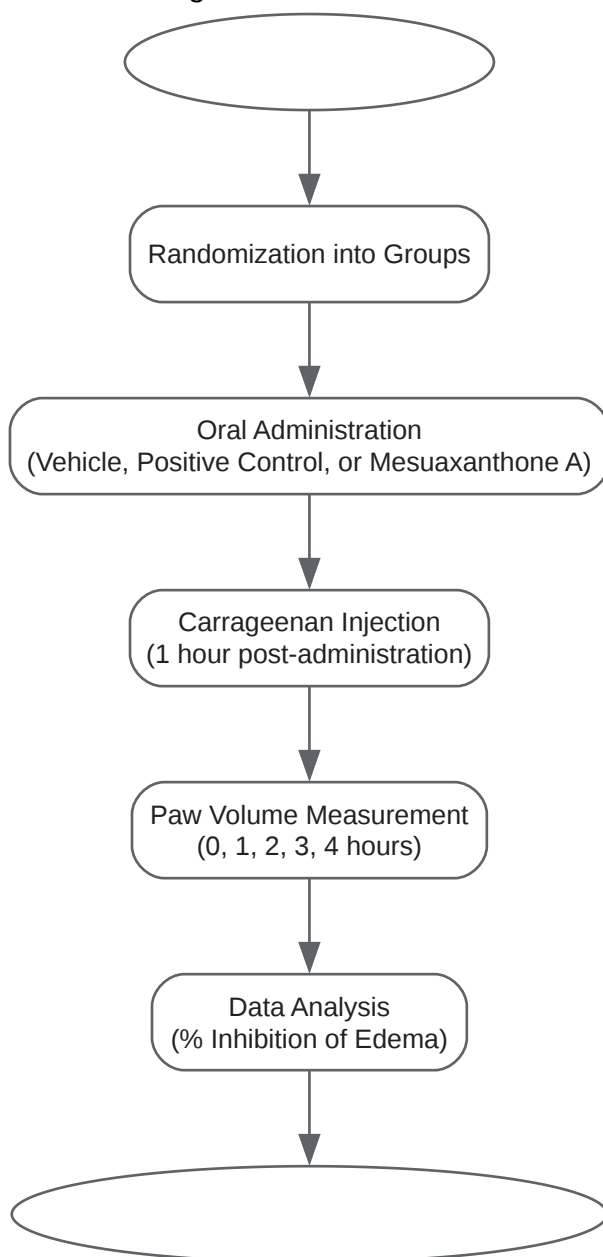 Randomization into Groups
Oral Administration
(Vehicle, Positive Control, or Mesuaxanthone A)
Carrageenan Injection
(1 hour post-administration)
Paw Volume Measurement
(0, 1, 2, 3, 4 hours)
Data Analysis
(% Inhibition of Edema)